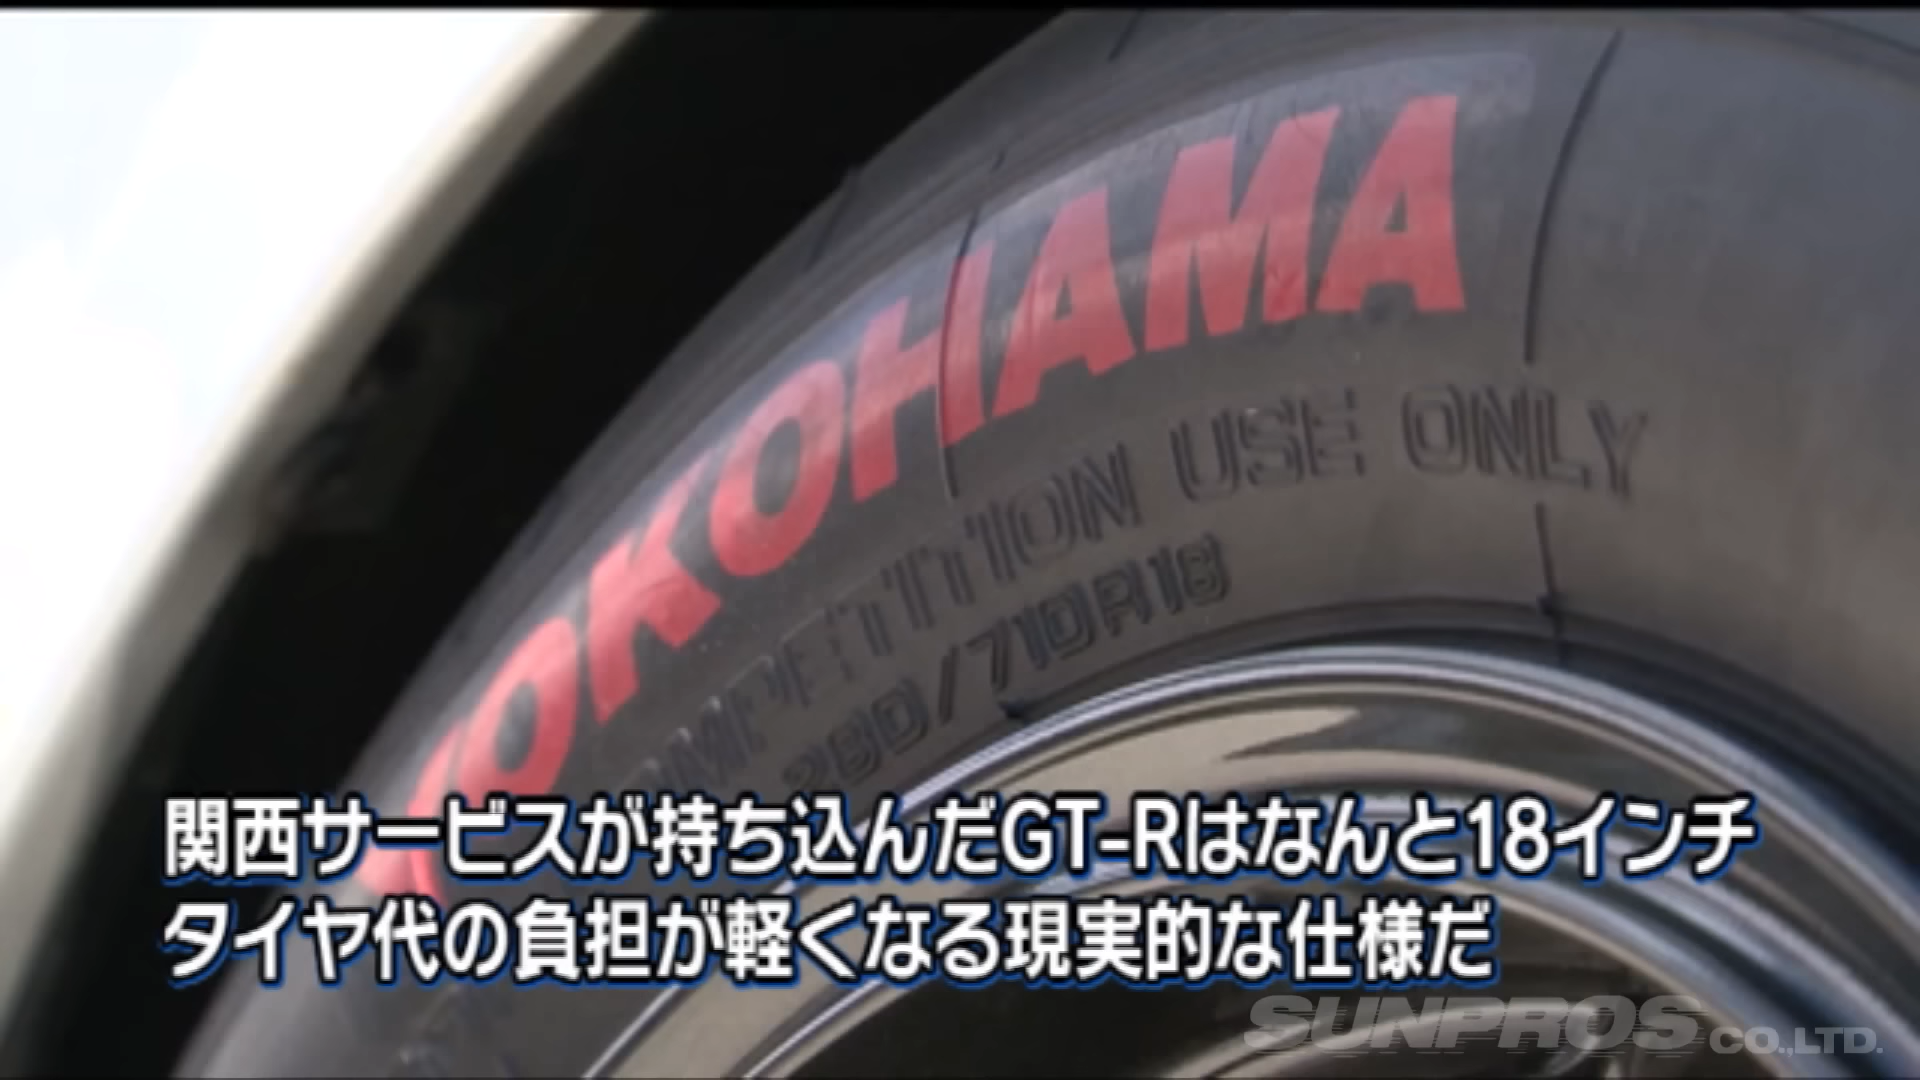 YOKOHAMA
COMPETITION USE ONLY
280/710R18
関西サービスが持ち込んだGT-Rはなんと18インチ
タイヤ代の負担が軽くなる現実的な仕様だ
SUNPROS CO.,LTD.